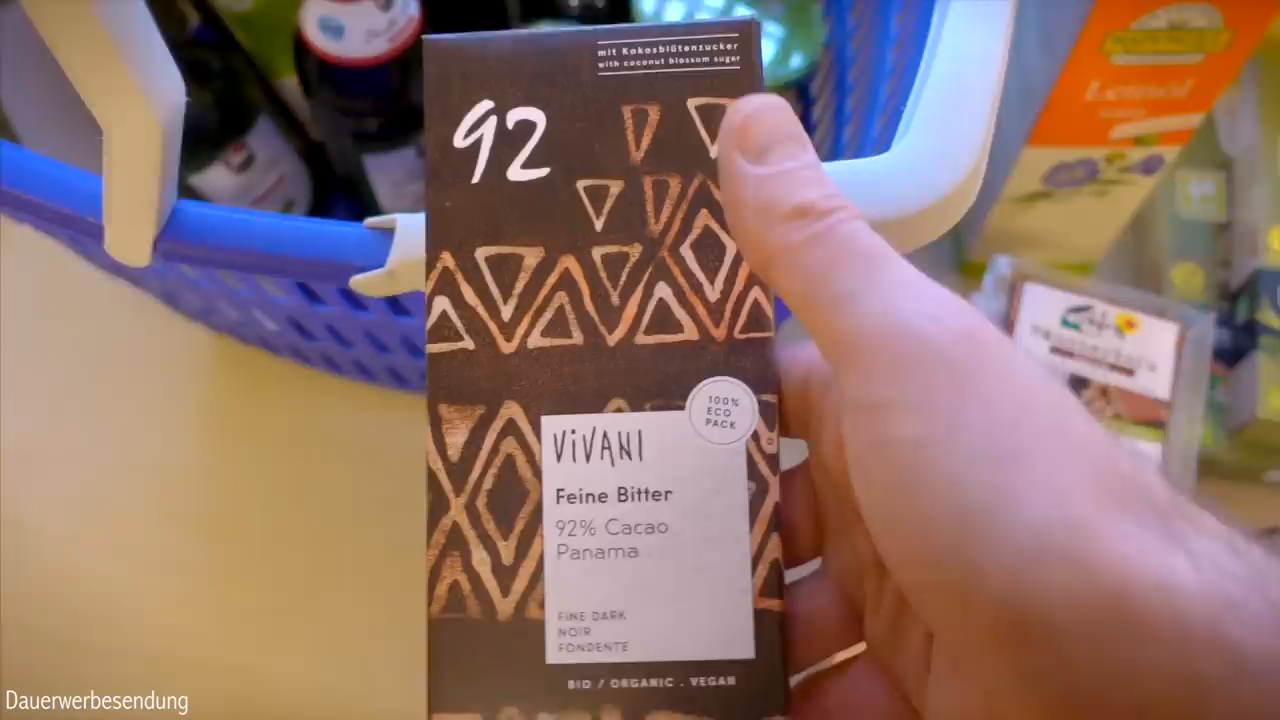 mit Kokosblütenzucker
with coconut blossom sugar
92
100%
ECO
PACK
ViVANI
Feine Bitter
92% Cacao
Panama
FINE DARK
NOIR
FONDENTE
BIO / ORGANIC . VEGAN
Leinöl
Dauerwerbesendung